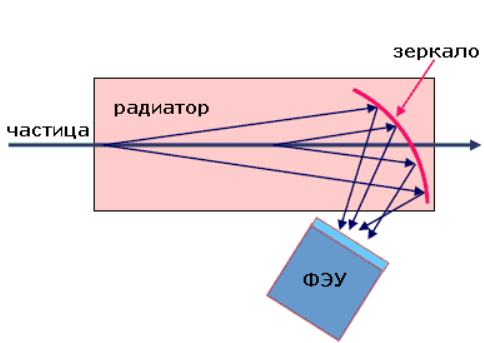 зеркало
радиатор
частица
ФЭУ